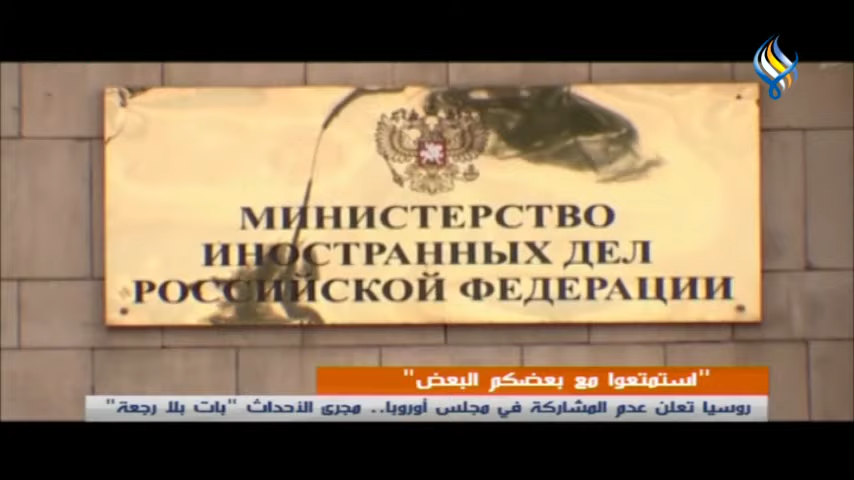 МИНИСТЕРСТВО
ИНОСТРАННЫХ ДЕЛ
РОССИЙСКОЙ ФЕДЕРАЦИИ
"استمتعوا مع بعضكم البعض"
روسيا تعلن عدم المشاركة في مجلس أوروبا.. مجرى الأحداث "بات بلا رجعة"